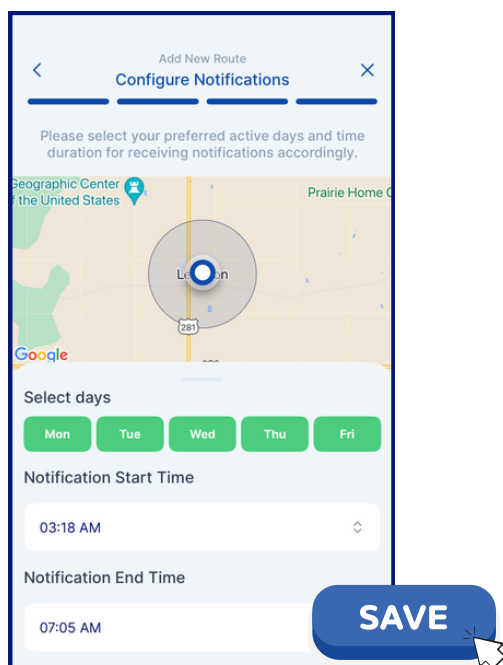 Add New Route
Configure Notifications
Please select your preferred active days and time
duration for receiving notifications accordingly.
Geographic Center
f the United States
Prairie Home C
281
Google
Select days
Mon Tue Wed Thu Fri
Notification Start Time
03:18 AM
Notification End Time
07:05 AM
SAVE